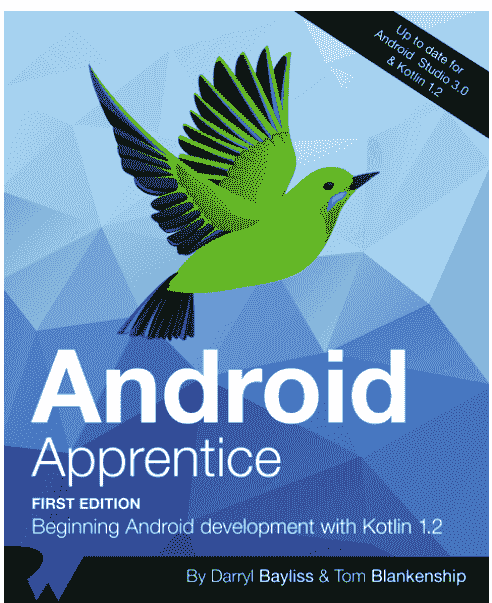 Up to date for
Android Studio 3.0
& Kotlin 1.2
Android
Apprentice
FIRST EDITION
Beginning Android development with Kotlin 1.2
By Darryl Bayliss & Tom Blankenship